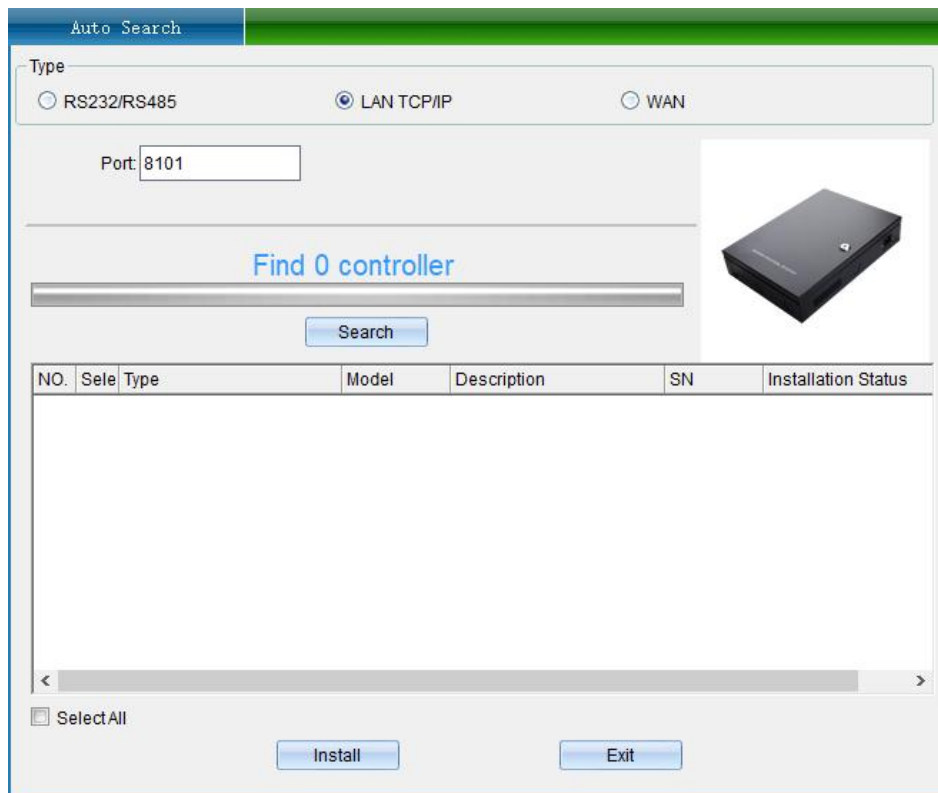 Auto Search
Type
RS232/RS485 LAN TCP/IP WAN
Port: 8101
Find 0 controller
Search
NO. Sele Type Model Description SN Installation Status
Select All
Install Exit